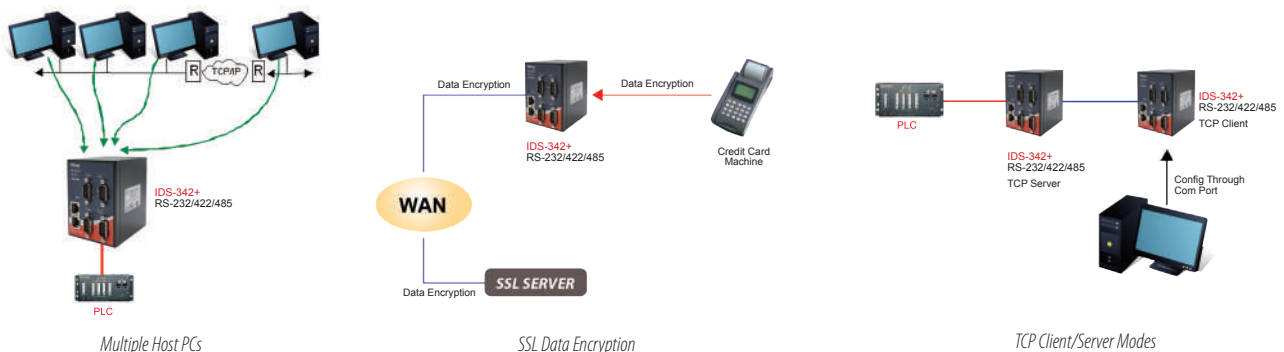 R
TCP/IP
R
IDS-342+
RS-232/422/485
PLC
Multiple Host PCs
Data Encryption
Data Encryption
IDS-342+
RS-232/422/485
Credit Card
Machine
WAN
Data Encryption
SSL SERVER
SSL Data Encryption
PLC
IDS-342+
RS-232/422/485
TCP Server
IDS-342+
RS-232/422/485
TCP Client
Config Through
Com Port
TCP Client/Server Modes